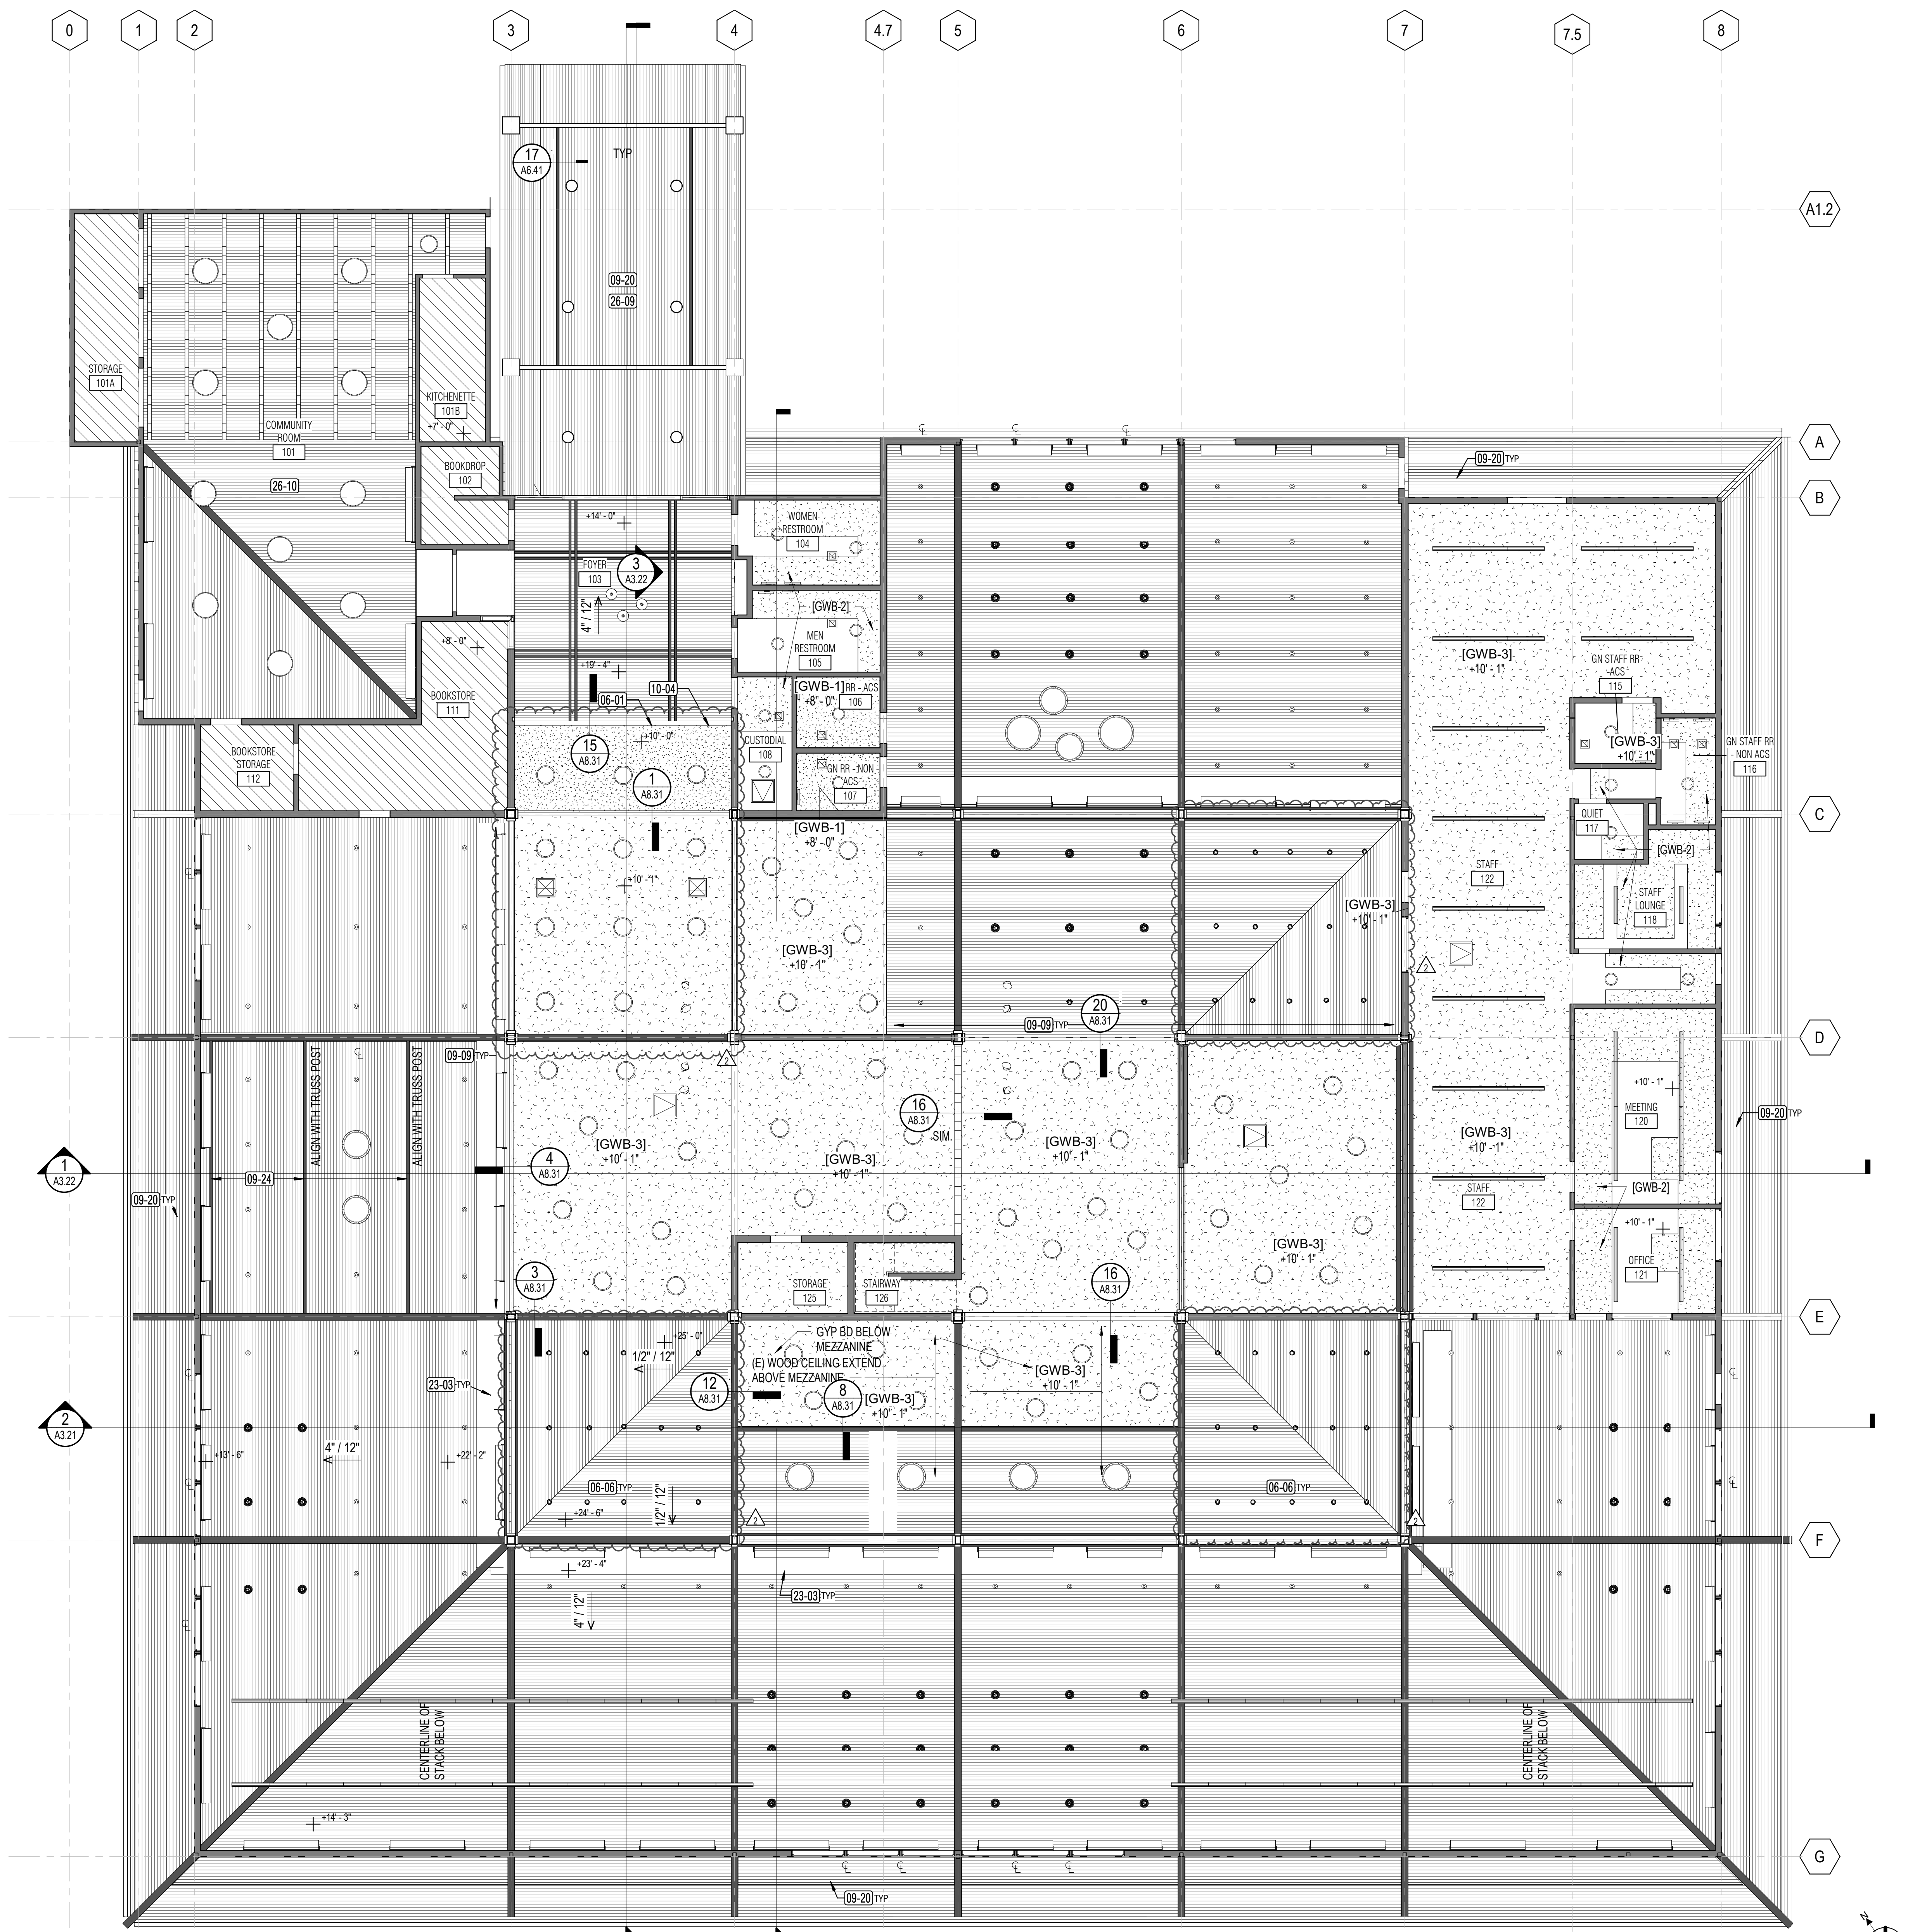 0
1
2
3
4
4.7
5
6
7
7.5
8
17
A6.41
TYP
A1.2
09-20
26-09
STORAGE
101A
KITCHENETTE
101B
+7' - 0"
COMMUNITY
ROOM
101
A
09-20 TYP
BOOKDROP
102
26-10
B
+14' - 0"
WOMEN
RESTROOM
104
FOYER
103
3
A3.22
4" / 12"
[GWB-2]
MEN
RESTROOM
105
+8' - 0"
[GWB-3]
+10' - 1"
GN STAFF RR
-ACS
115
+19' - 4"
10-04
06-01
[GWB-1] RR - ACS
+8' - 0" 106
BOOKSTORE
111
+10' - 0"
CUSTODIAL
108
[GWB-3]
+10' - 1"
GN STAFF RR
- NON ACS
116
BOOKSTORE
STORAGE
112
15
A8.31
1
A8.31
GN RR - NON
ACS
107
QUIET
117
C
[GWB-1]
+8' - 0"
[GWB-2]
STAFF
122
+10' - 1"
[GWB-3]
+10' - 1"
STAFF
LOUNGE
118
[GWB-3]
+10' - 1"
2
20
A8.31
09-09 TYP
D
09-09 TYP
2
ALIGN WITH TRUSS POST
ALIGN WITH TRUSS POST
+10' - 1"
16
A8.31
SIM.
MEETING
120
09-20 TYP
[GWB-3]
+10' - 1"
[GWB-3]
+10' - 1"
[GWB-3]
+10' - 1"
[GWB-3]
+10' - 1"
1
A3.22
4
A8.31
09-24
09-20 TYP
STAFF
122
[GWB-2]
+10' - 1"
[GWB-3]
+10' - 1"
OFFICE
121
3
A8.31
STORAGE
125
STAIRWAY
126
16
A8.31
E
+25' - 0"
1/2" / 12"
GYP BD BELOW
MEZZANINE
(E) WOOD CEILING EXTEND
ABOVE MEZZANINE
[GWB-3]
+10' - 1"
23-03 TYP
12
A8.31
8
A8.31
[GWB-3]
+10' - 1"
2
A3.21
+13' - 6"
4" / 12"
+22' - 2"
06-06 TYP
06-06 TYP
+24' - 6"
1/2" / 12"
2
2
F
+23' - 4"
4" / 12"
23-03 TYP
CENTERLINE OF
STACK BELOW
CENTERLINE OF
STACK BELOW
+14' - 3"
G
09-20 TYP
N